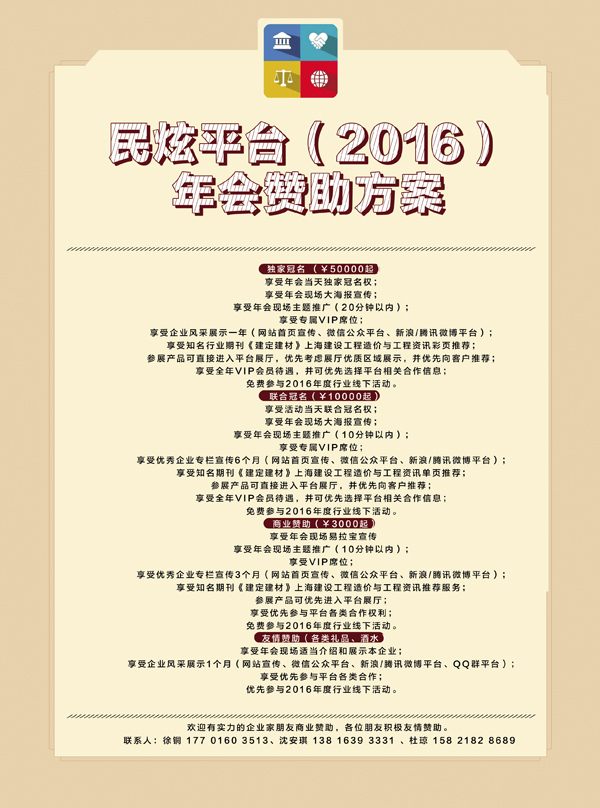 民炫平台（2016）
年会赞助方案
独家冠名（￥50000起）
享受年会当天独家冠名权；
享受年会现场大海报宣传；
享受年会现场主题推广（20分钟以内）；
享受专属VIP席位；
享受企业风采展示一年（网站首页宣传、微信公众平台、新浪/腾讯微博平台）；
享受知名行业期刊《建定建材》上海建设工程造价与工程资讯彩页推荐；
参展产品可直接进入平台展厅，优先考虑展厅优质区域展示，并优先向客户推荐；
享受全年VIP会员待遇，并可优先选择平台相关合作信息；
免费参与2016年度行业线下活动。
联合冠名（￥10000起）
享受活动当天联合冠名权；
享受年会现场大海报宣传；
享受年会现场主题推广（10分钟以内）；
享受专属VIP席位；
享受优秀企业专栏宣传6个月（网站首页宣传、微信公众平台、新浪/腾讯微博平台）；
享受知名期刊《建定建材》上海建设工程造价与工程资讯单页推荐；
参展产品可直接进入平台展厅，并优先向客户推荐；
享受全年VIP会员待遇，并可优先选择平台相关合作信息；
免费参与2016年度行业线下活动。
商业赞助（￥3000起）
享受年会现场易拉宝宣传
享受年会现场主题推广（10分钟以内）；
享受VIP席位；
享受优秀企业专栏宣传3个月（网站首页宣传、微信公众平台、新浪/腾讯微博平台）；
享受知名期刊《建定建材》上海建设工程造价与工程资讯推荐服务；
参展产品可优先进入平台展厅；
享受优先参与平台各类合作权利；
免费参与2016年度行业线下活动。
友情赞助（各类礼品、酒水
享受年会现场适当介绍和展示本企业；
享受企业风采展示1个月（网站宣传、微信公众平台、新浪/腾讯微博平台、QQ群平台）；
享受优先参与平台各类合作；
优先参与2016年度行业线下活动。
欢迎有实力的企业家朋友商业赞助，各位朋友积极友情赞助。
联系人：徐铜 177 0160 3513、沈安琪 138 1639 3331 、杜琼 158 2182 8689